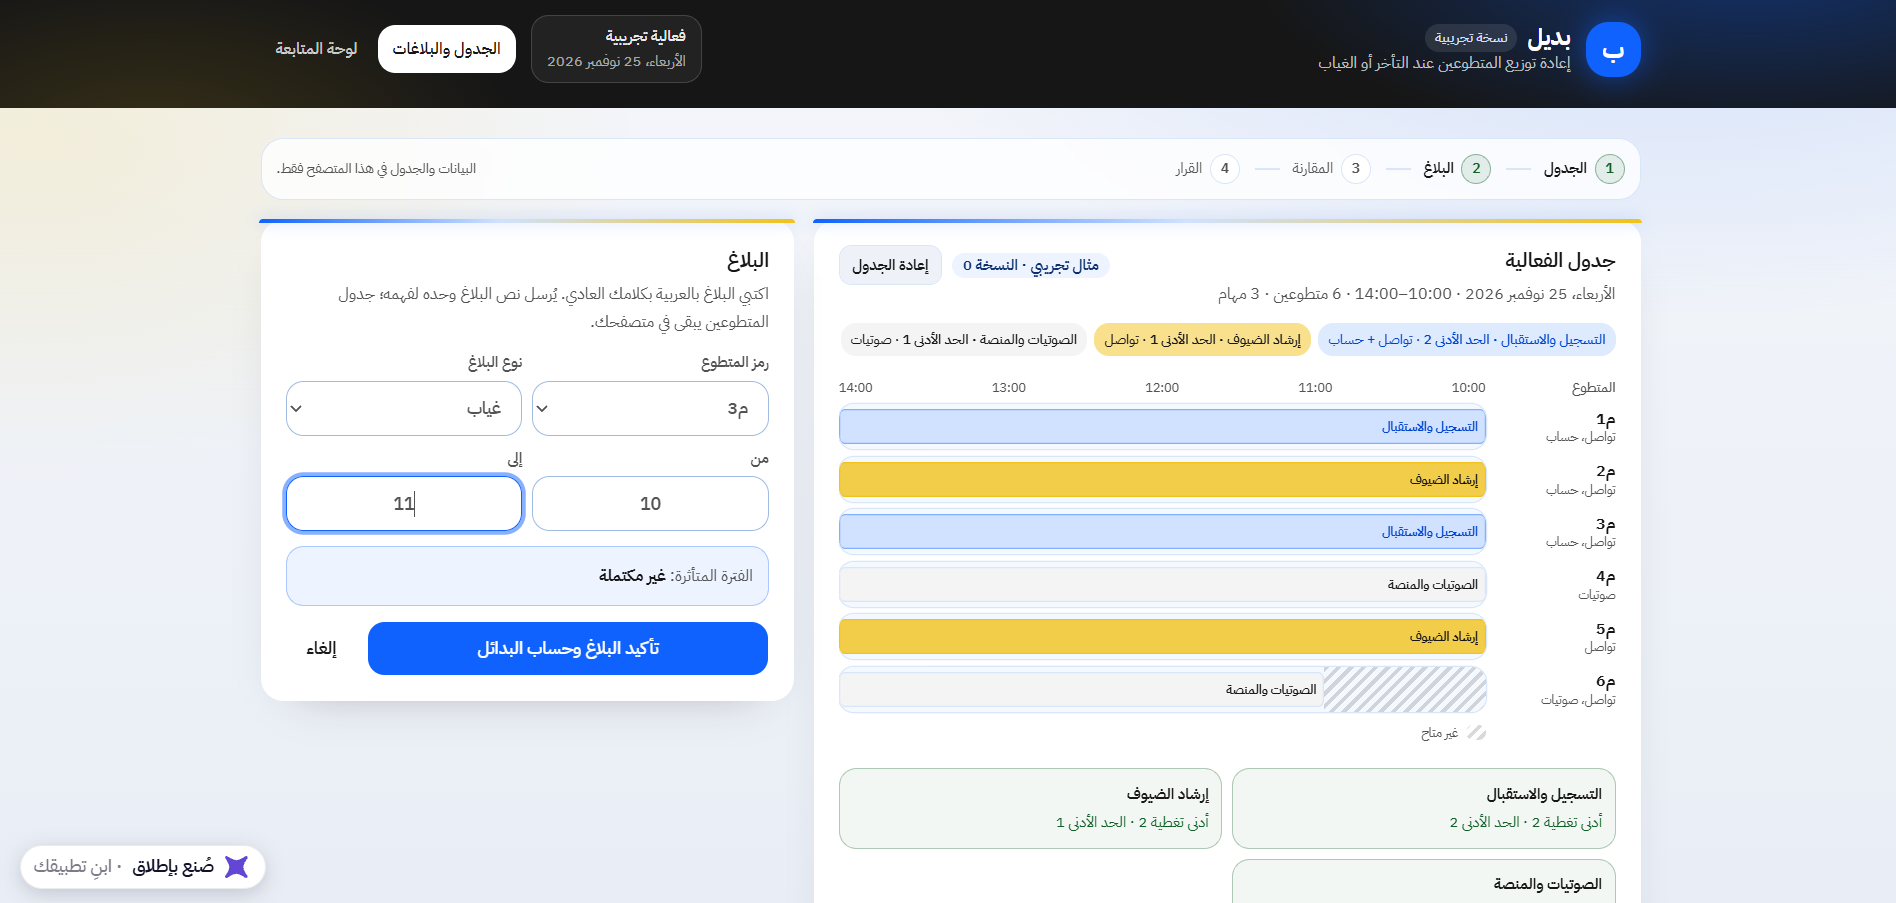 ب
بديل
نسخة تجريبية
إعادة توزيع المتطوعين عند التأخر أو الغياب
فعالية تجريبية
الأربعاء، 25 نوفمبر 2026
الجدول والبلاغات
لوحة المتابعة
1 الجدول
2 البلاغ
3 المقارنة
4 القرار
البيانات والجدول في هذا المتصفح فقط.
جدول الفعالية
مثال تجريبي · النسخة 0
إعادة الجدول
الأربعاء، 25 نوفمبر 2026 · 10:00–14:00 · 6 متطوعين · 3 مهام
التسجيل والاستقبال · الحد الأدنى 2 · تواصل + حساب
إرشاد الضيوف · الحد الأدنى 1 · تواصل
الصوتيات والمنصة · الحد الأدنى 1 · صوتيات
المتطوع
10:00
11:00
12:00
13:00
14:00
م1
تواصل، حساب
التسجيل والاستقبال
م2
تواصل، حساب
إرشاد الضيوف
م3
تواصل، حساب
التسجيل والاستقبال
م4
صوتيات
الصوتيات والمنصة
م5
تواصل
إرشاد الضيوف
م6
تواصل، صوتيات
الصوتيات والمنصة
غير متاح
التسجيل والاستقبال
أدنى تغطية 2 · الحد الأدنى 2
إرشاد الضيوف
أدنى تغطية 2 · الحد الأدنى 1
الصوتيات والمنصة
البلاغ
اكتبي البلاغ بالعربية بكلامك العادي. يُرسل نص البلاغ وحده لفهمه؛ جدول
المتطوعين يبقى في متصفحك.
رمز المتطوع
م3
نوع البلاغ
غياب
من
10
إلى
11
الفترة المتأثرة: غير مكتملة
تأكيد البلاغ وحساب البدائل
إلغاء
صُنع بإطلاق · ابنِ تطبيقك